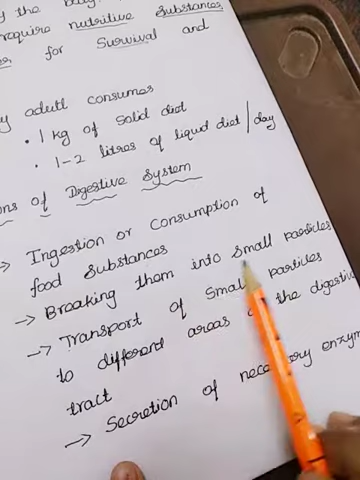 the
require nutritive substances
for Survival and
adult consumes
• 1 kg of solid diet
• 1-2 litres of liquid diet/day
of Digestive System
→ Ingestion or Consumption of
food Substances
→ Breaking them into small particles
→ Transport of Small particles
to different areas of the digestive
tract
→ Secretion of necessary enzym